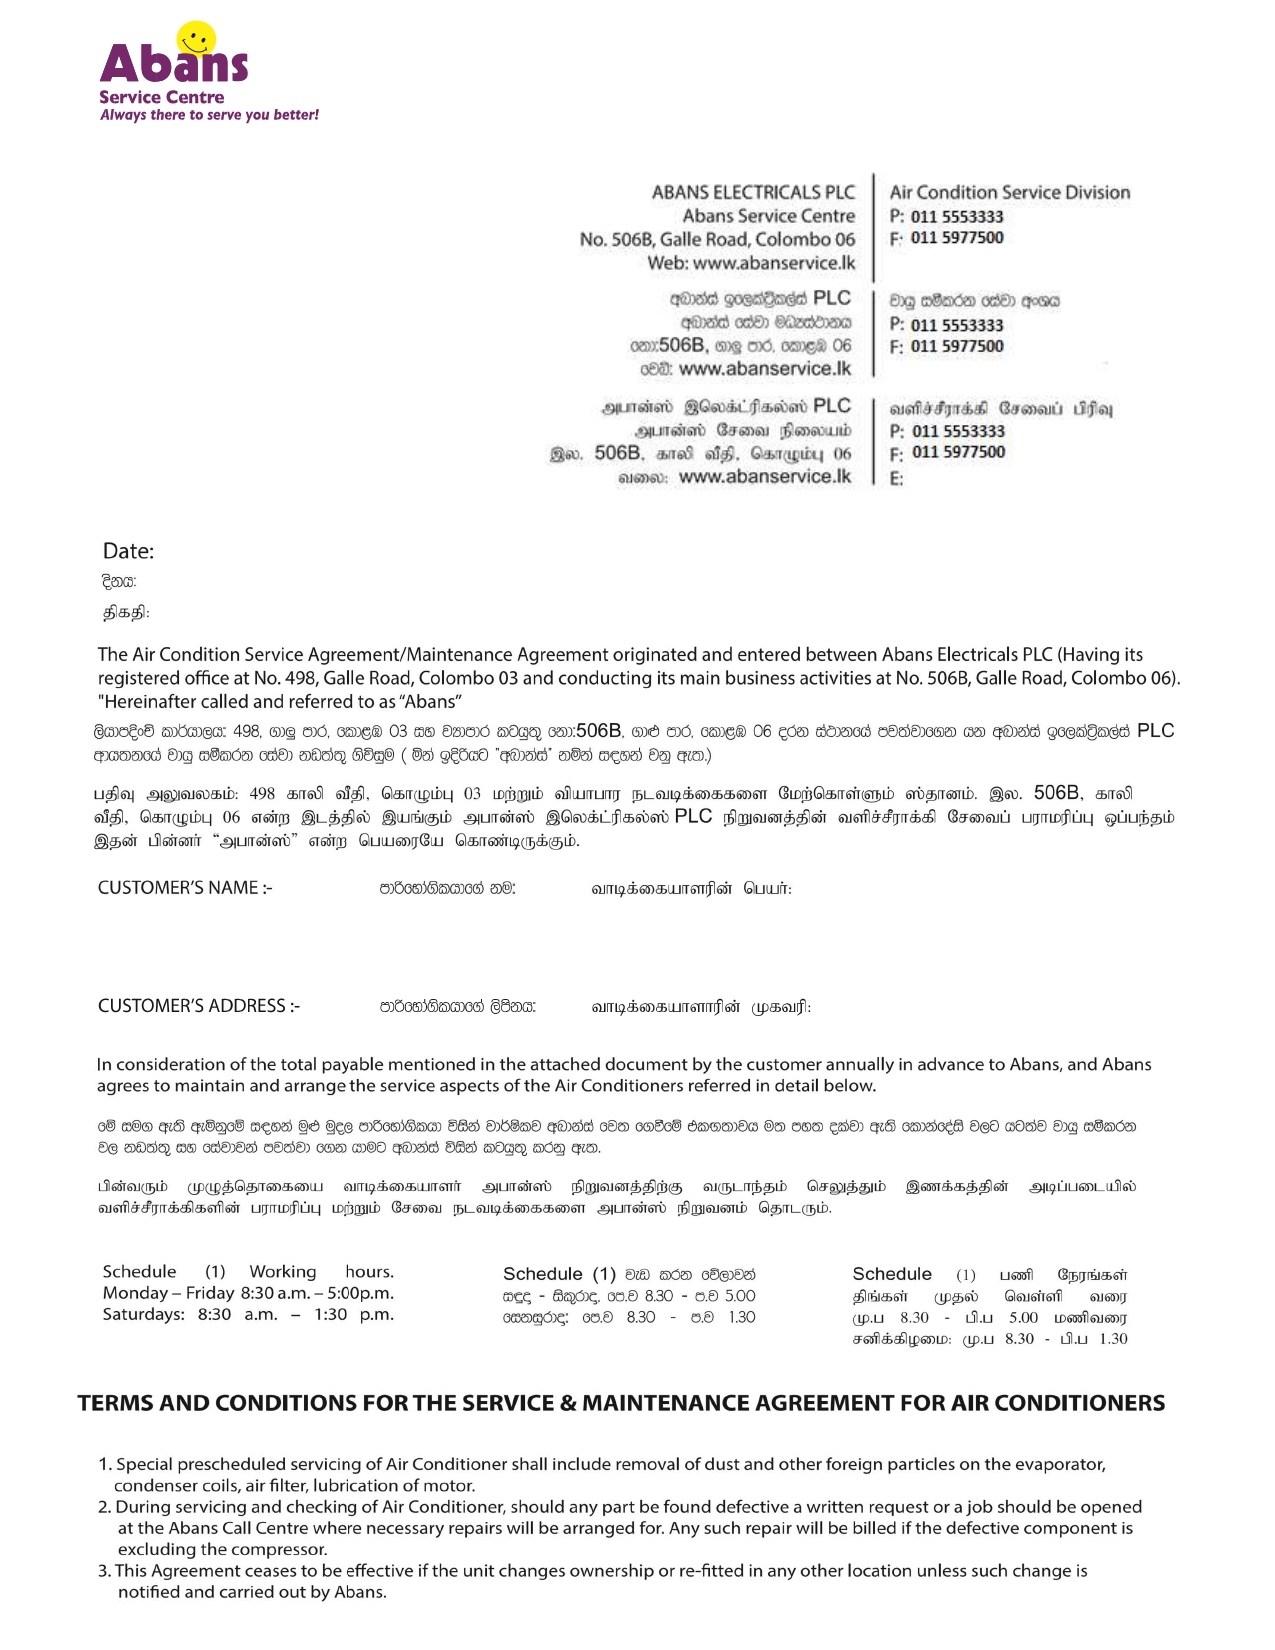 Abans
Service Centre
Always there to serve you better!
ABANS ELECTRICALS PLC
Abans Service Centre
No. 506B, Galle Road, Colombo 06
Web: www.abanservice.lk
Air Condition Service Division
P: 011 5553333
F: 011 5977500
අබාන්ස් ඉලෙක්ට්‍රිකල්ස් PLC
අබාන්ස් සේවා මධ්‍යස්ථානය
නො:506B, ගාලු පාර, කොළඹ 06
වෙබ්: www.abanservice.lk
වායු සමීකරන සේවා අංශය
P: 011 5553333
F: 011 5977500
அபான்ஸ் இலெக்ட்ரிகல்ஸ் PLC
அபான்ஸ் சேவை நிலையம்
இல. 506B, காலி வீதி, கொழும்பு 06
வலை: www.abanservice.lk
வளிச்சீராக்கி சேவைப் பிரிவு
P: 011 5553333
F: 011 5977500
E:
Date:
දිනය:
திகதி:
The Air Condition Service Agreement/Maintenance Agreement originated and entered between Abans Electricals PLC (Having its
registered office at No. 498, Galle Road, Colombo 03 and conducting its main business activities at No. 506B, Galle Road, Colombo 06).
"Hereinafter called and referred to as “Abans”
ලියාපදිංචි කාර්යාලය: 498, ගාලු පාර, කොළඹ 03 සහ ව්‍යාපාර කටයුතු නො:506B, ගාළු පාර, කොළඹ 06 දරන ස්ථානයේ පවත්වාගෙන යන අබාන්ස් ඉලෙක්ට්‍රිකල්ස් PLC
ආයතනයේ වායු සමීකරන සේවා නඩත්තු ගිවිසුම ( මින් ඉදිරියට "අබාන්ස්" නමින් සඳහන් වනු ඇත.)
பதிவு அலுவலகம்: 498 காலி வீதி, கொழும்பு 03 மற்றும் வியாபார நடவடிக்கைகளை மேற்கொள்ளும் ஸ்தானம். இல. 506B, காலி
வீதி, கொழும்பு 06 என்ற இடத்தில் இயங்கும் அபான்ஸ் இலெக்ட்ரிகல்ஸ் PLC நிறுவனத்தின் வளிச்சீராக்கி சேவைப் பராமரிப்பு ஒப்பந்தம்
இதன் பின்னர் “அபான்ஸ்” என்ற பெயரையே கொண்டிருக்கும்.
CUSTOMER’S NAME :- පාරිභෝගිකයාගේ නම: வாடிக்கையாளரின் பெயர்:
CUSTOMER’S ADDRESS :- පාරිභෝගිකයාගේ ලිපිනය: வாடிக்கையாளாரின் முகவரி:
In consideration of the total payable mentioned in the attached document by the customer annually in advance to Abans, and Abans
agrees to maintain and arrange the service aspects of the Air Conditioners referred in detail below.
මේ සමග ඇති ඇමිනුමේ සඳහන් මුළු මුදල පාරිභෝගිකයා විසින් වාර්ෂිකව අබාන්ස් වෙත ගෙවීමේ එකඟතාවය මත පහත දක්වා ඇති කොන්දේසි වලට යටත්ව වායු සමීකරන
වල නඩත්තු සහ සේවාවන් පවත්වා ගෙන යාමට අබාන්ස් විසින් කටයුතු කරනු ඇත.
பின்வரும் முழுத்தொகையை வாடிக்கையாளர் அபான்ஸ் நிறுவனத்திற்கு வருடாந்தம் செலுத்தும் இணக்கத்தின் அடிப்படையில்
வளிச்சீராக்கிகளின் பராமரிப்பு மற்றும் சேவை நடவடிக்கைகளை அபான்ஸ் நிறுவனம் தொடரும்.
Schedule (1) Working hours.
Monday – Friday 8:30 a.m. – 5:00p.m.
Saturdays: 8:30 a.m. – 1:30 p.m.
Schedule (1) වැඩ කරන වේලාවන්
සඳුදා - සිකුරාදා, පෙ.ව 8.30 - ප.ව 5.00
සෙනසුරාදා: පෙ.ව 8.30 - ප.ව 1.30
Schedule (1) பணி நேரங்கள்
திங்கள் முதல் வெள்ளி வரை
மு.ப 8.30 - பி.ப 5.00 மணிவரை
சனிக்கிழமை: மு.ப 8.30 - பி.ப 1.30
TERMS AND CONDITIONS FOR THE SERVICE & MAINTENANCE AGREEMENT FOR AIR CONDITIONERS
1. Special prescheduled servicing of Air Conditioner shall include removal of dust and other foreign particles on the evaporator,
condenser coils, air filter, lubrication of motor.
2. During servicing and checking of Air Conditioner, should any part be found defective a written request or a job should be opened
at the Abans Call Centre where necessary repairs will be arranged for. Any such repair will be billed if the defective component is
excluding the compressor.
3. This Agreement ceases to be effective if the unit changes ownership or re-fitted in any other location unless such change is
notified and carried out by Abans.